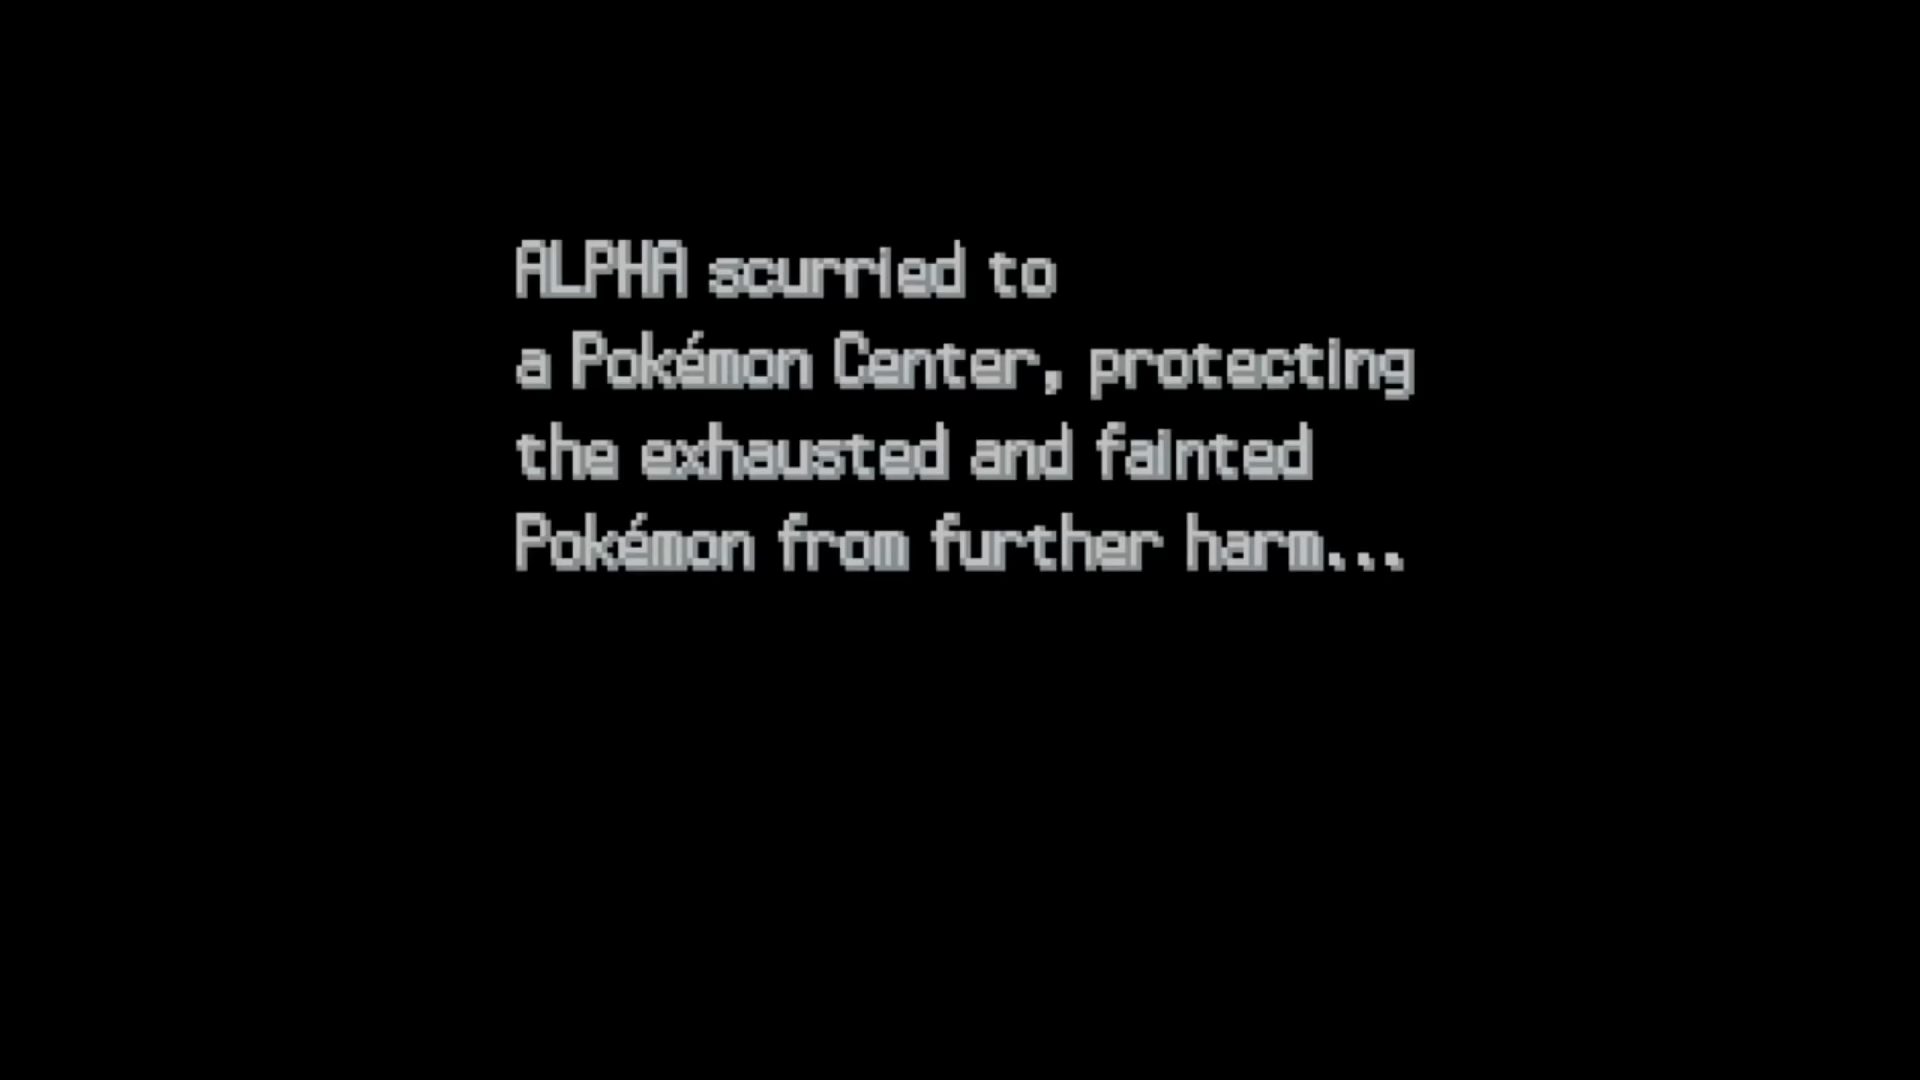 ALPHA scurried to
a Pokémon Center, protecting
the exhausted and fainted
Pokémon from further harm...